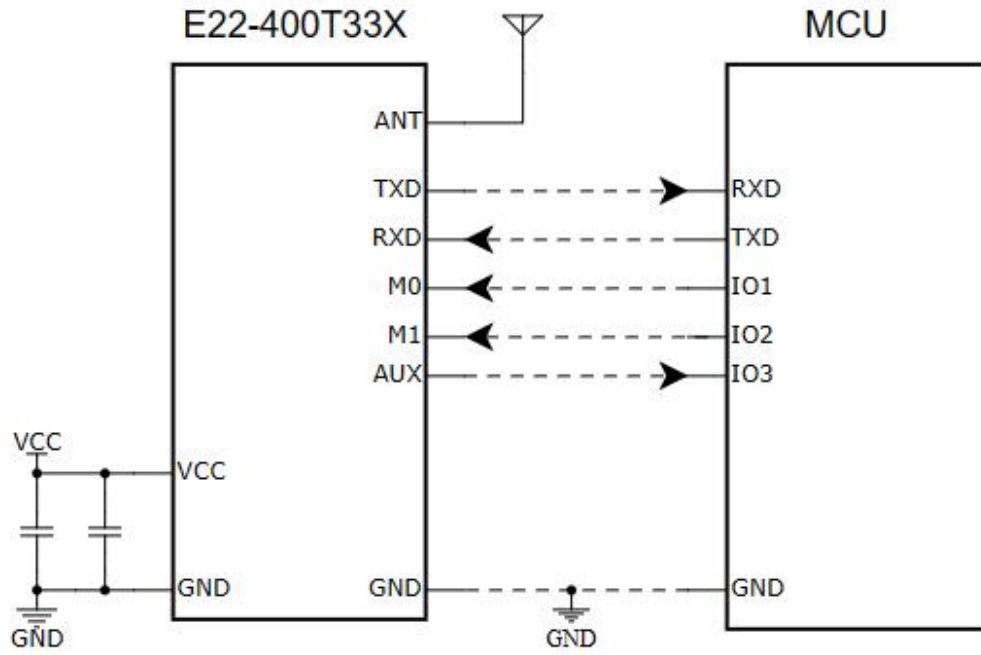 E22-400T33X
MCU
ANT
TXD
RXD
RXD
TXD
M0
IO1
M1
IO2
AUX
IO3
VCC
VCC
GND
GND
GND
GND
GND